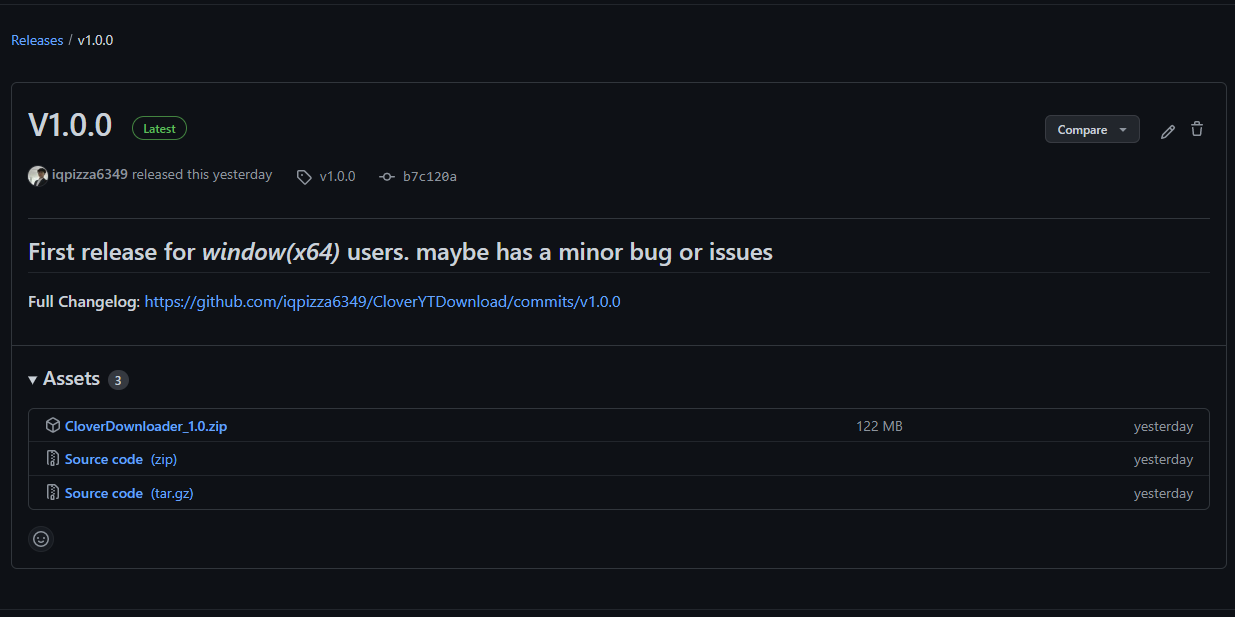 Releases / v1.0.0
V1.0.0 Latest
Compare
iqpizza6349 released this yesterday v1.0.0 b7c120a
First release for window(x64) users. maybe has a minor bug or issues
Full Changelog: https://github.com/iqpizza6349/CloverYTDownload/commits/v1.0.0
Assets 3
CloverDownloader_1.0.zip 122 MB yesterday
Source code (zip) yesterday
Source code (tar.gz) yesterday